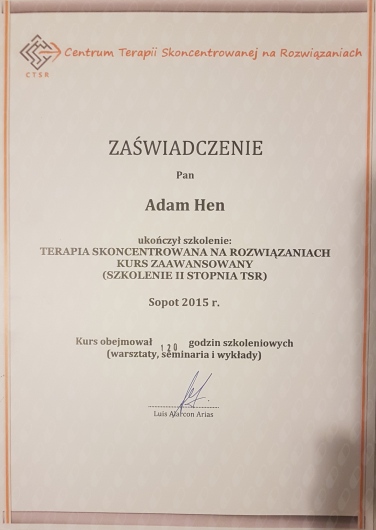 Centrum Terapii Skoncentrowanej na Rozwiązaniach
C T S R
ZAŚWIADCZENIE
Pan
Adam Hen
ukończył szkolenie:
TERAPIA SKONCENTROWANA NA ROZWIĄZANIACH
KURS ZAAWANSOWANY
(SZKOLENIE II STOPNIA TSR)
Sopot 2015 r.
Kurs obejmował 120 godzin szkoleniowych
(warsztaty, seminaria i wykłady)
Luis Alarcon Arias